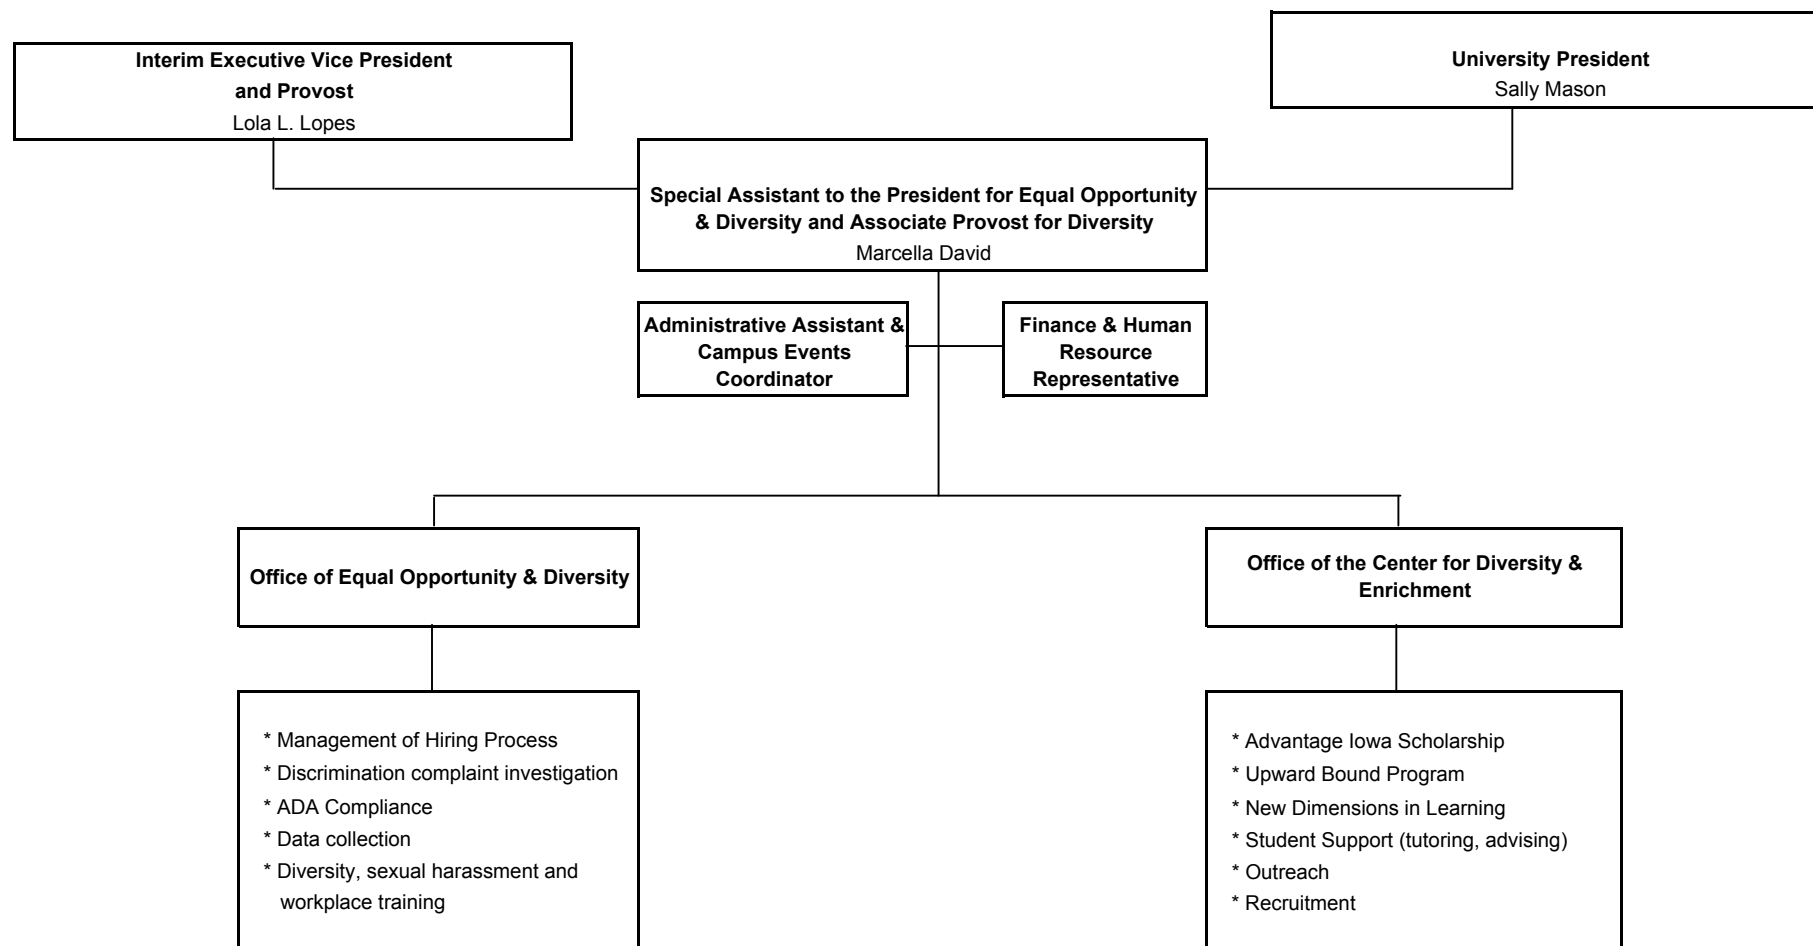 Interim Executive Vice President
and Provost
Lola L. Lopes
University President
Sally Mason
Special Assistant to the President for Equal Opportunity
& Diversity and Associate Provost for Diversity
Marcella David
Administrative Assistant &
Campus Events
Coordinator
Finance & Human
Resource
Representative
Office of Equal Opportunity & Diversity
Office of the Center for Diversity &
Enrichment
* Management of Hiring Process
* Discrimination complaint investigation
* ADA Compliance
* Data collection
* Diversity, sexual harassment and
workplace training
* Advantage Iowa Scholarship
* Upward Bound Program
* New Dimensions in Learning
* Student Support (tutoring, advising)
* Outreach
* Recruitment